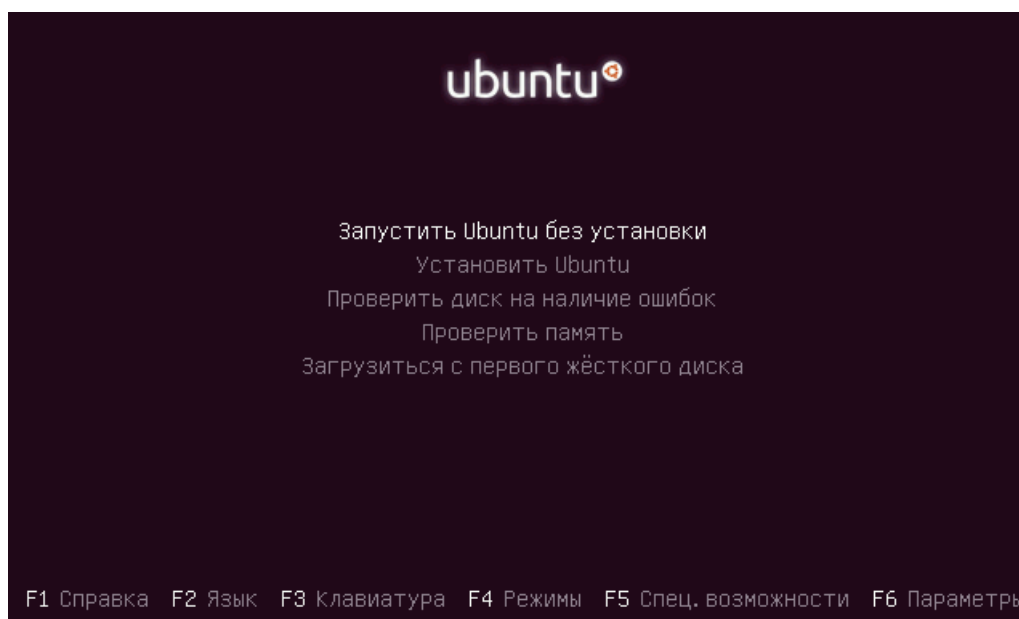 ubuntu
Запустить Ubuntu без установки
Установить Ubuntu
Проверить диск на наличие ошибок
Проверить память
Загрузиться с первого жёсткого диска
F1 Справка F2 Язык F3 Клавиатура F4 Режимы F5 Спец. возможности F6 Параметры